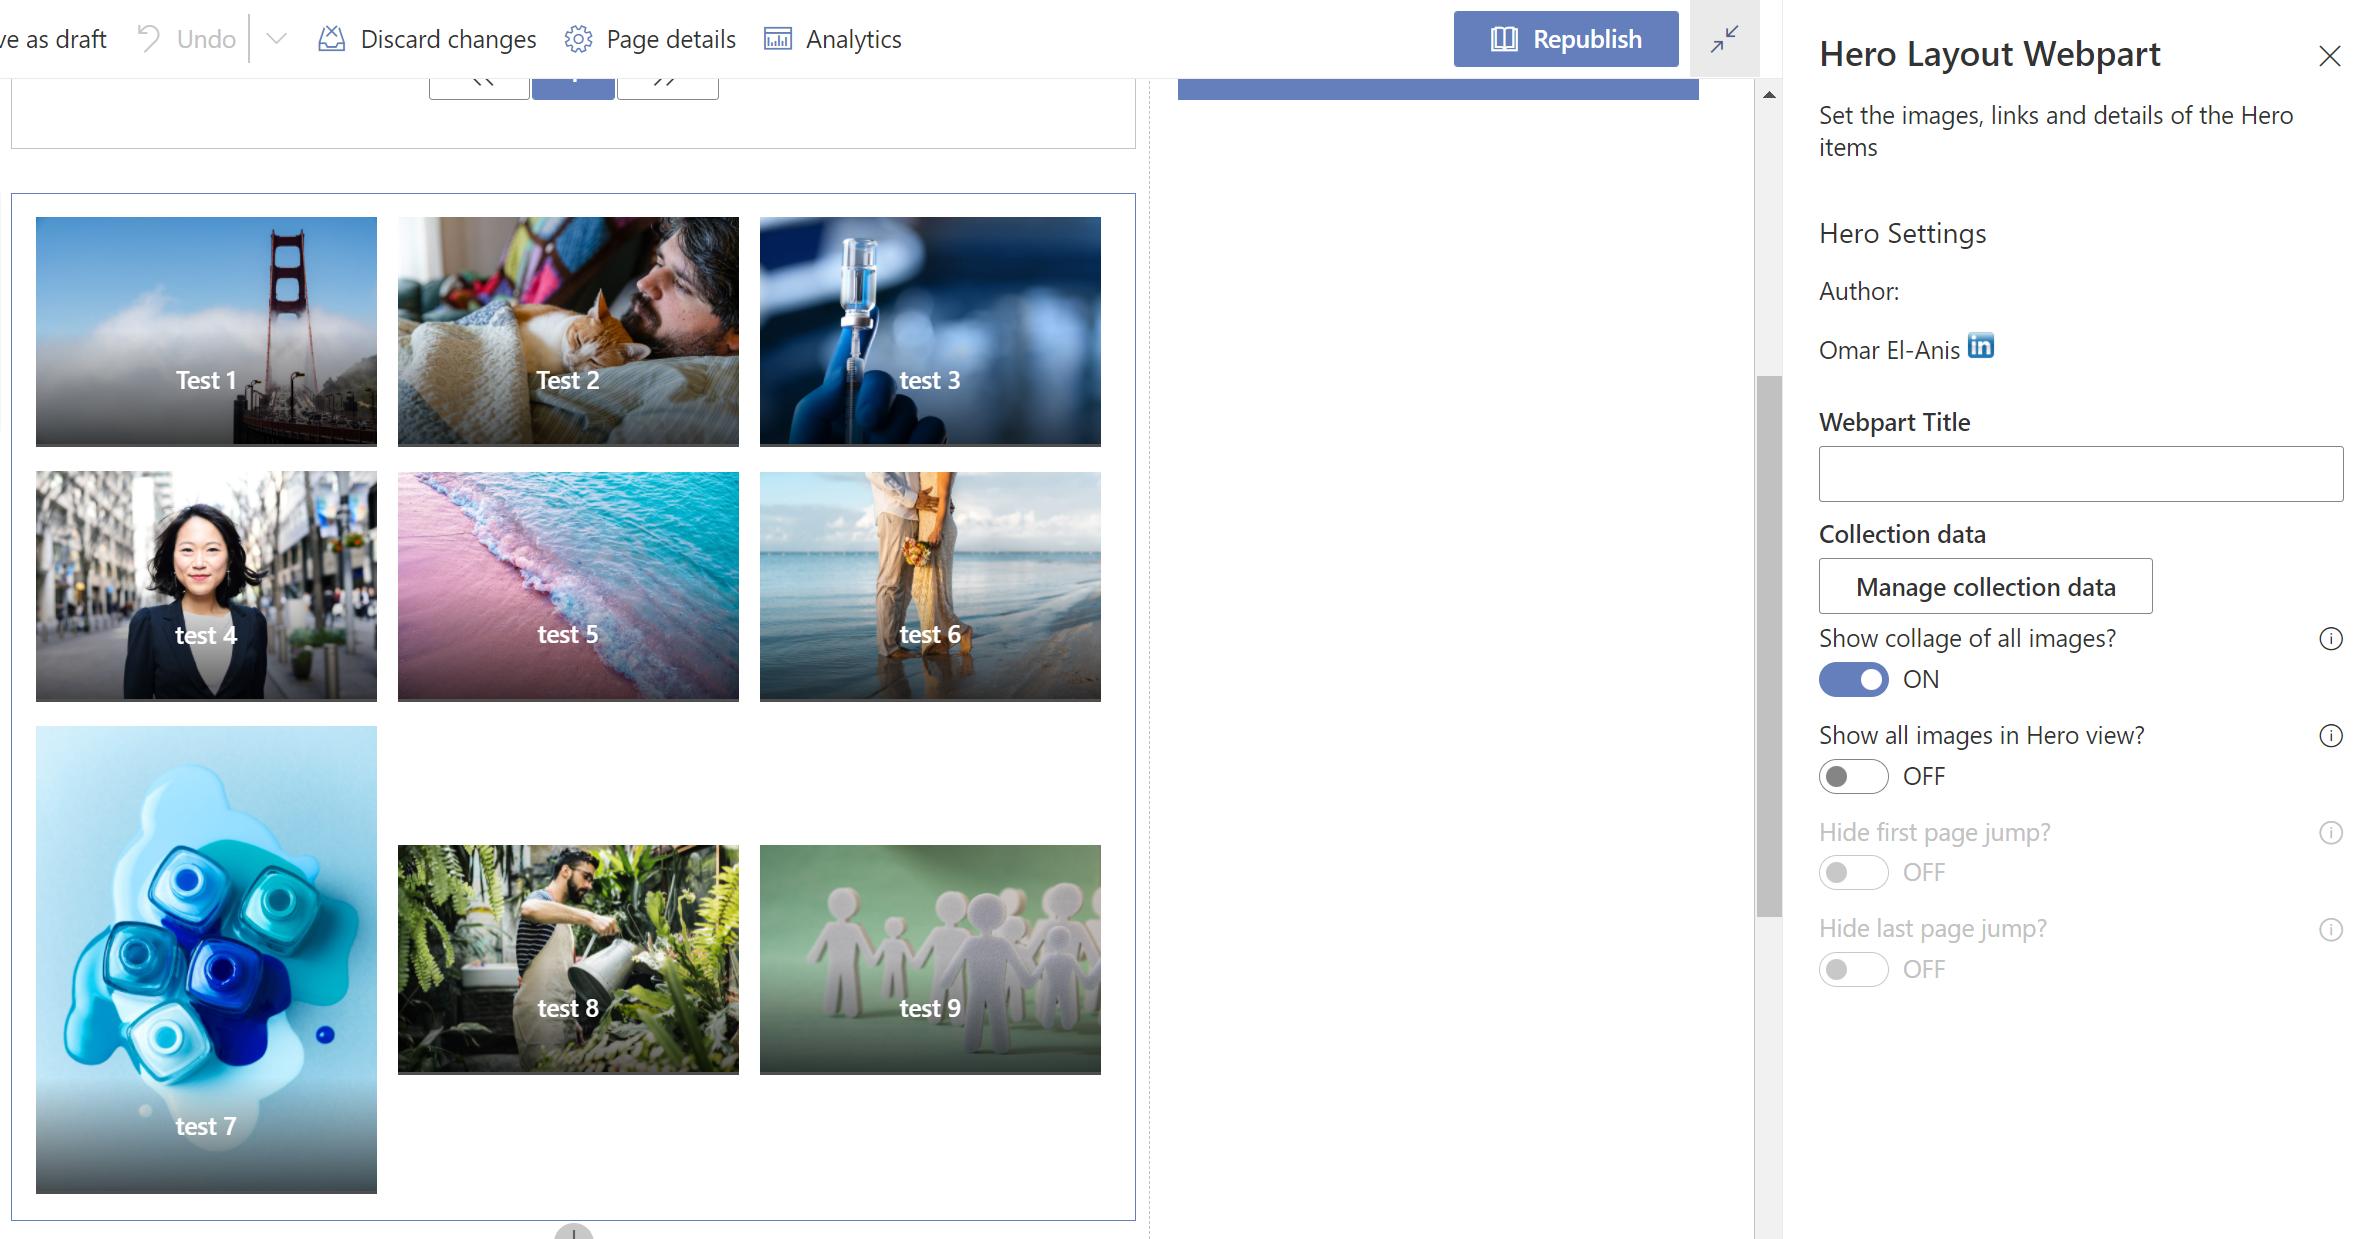 ve as draft
Undo
Discard changes
Page details
Analytics
Republish
Test 1
Test 2
test 3
test 4
test 5
test 6
test 7
test 8
test 9
Hero Layout Webpart
Set the images, links and details of the Hero
items
Hero Settings
Author:
Omar El-Anis in
Webpart Title
Collection data
Manage collection data
Show collage of all images?
ON
Show all images in Hero view?
OFF
Hide first page jump?
OFF
Hide last page jump?
OFF